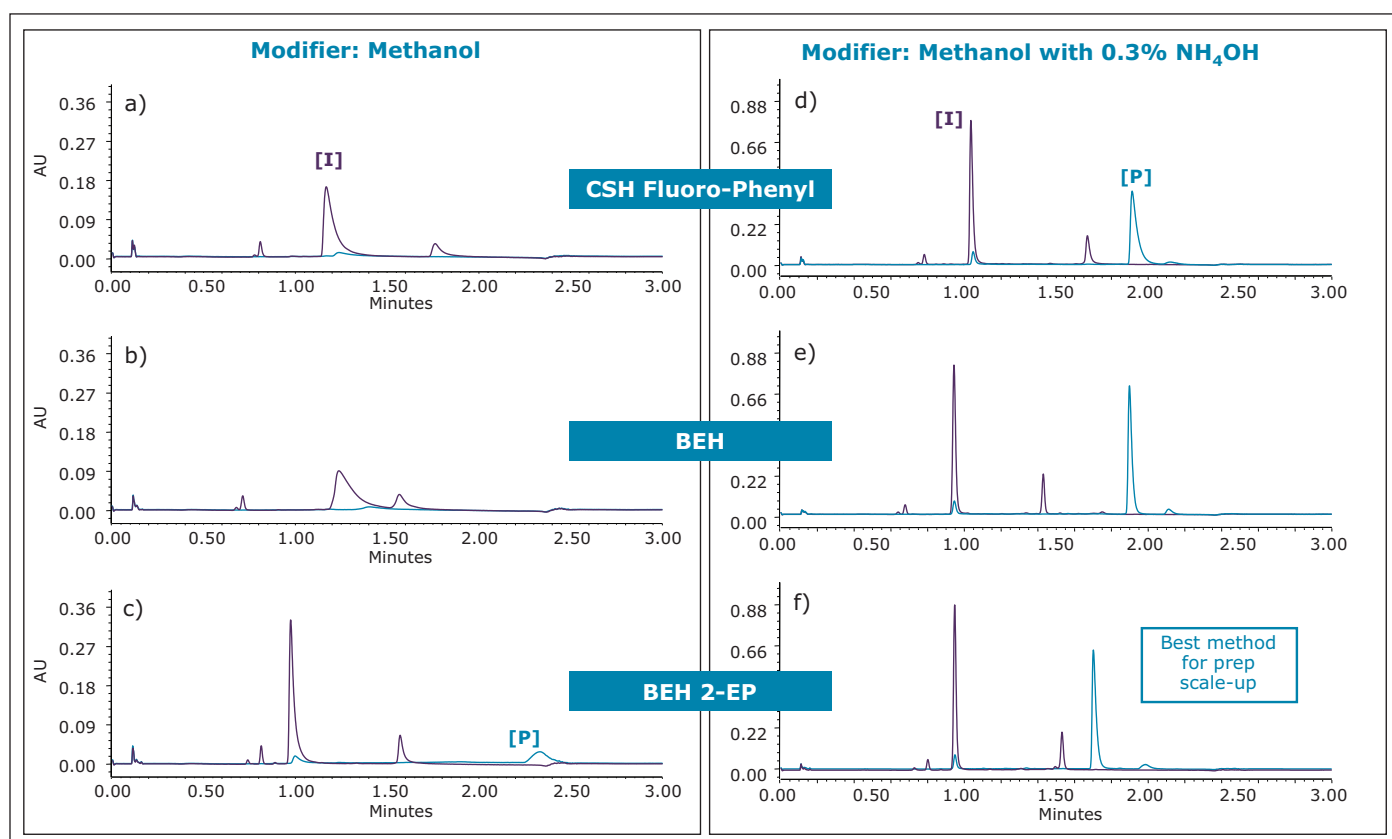 Modifier: Methanol
a)
0.36
0.27
0.18
0.09
0.00
AU
[I]
0.00 0.50 1.00 1.50 2.00 2.50 3.00
Minutes
b)
0.36
0.27
0.18
0.09
0.00
AU
0.00 0.50 1.00 1.50 2.00 2.50 3.00
Minutes
c)
0.36
0.27
0.18
0.09
0.00
AU
[P]
0.00 0.50 1.00 1.50 2.00 2.50 3.00
Minutes
CSH Fluoro-Phenyl
BEH
BEH 2-EP
Modifier: Methanol with 0.3% NH₄OH
d)
0.88
0.66
0.22
0.00
[I]
[P]
0.00 0.50 1.00 1.50 2.00 2.50 3.00
e)
0.88
0.66
0.22
0.00
0.00 0.50 1.00 1.50 2.00 2.50 3.00
f)
0.88
0.66
0.22
0.00
Best method
for prep
scale-up
0.00 0.50 1.00 1.50 2.00 2.50 3.00
Minutes